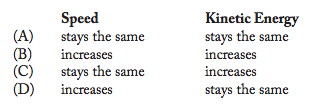 Speed Kinetic Energy
(A) stays the same stays the same
(B) increases increases
(C) stays the same increases
(D) increases stays the same